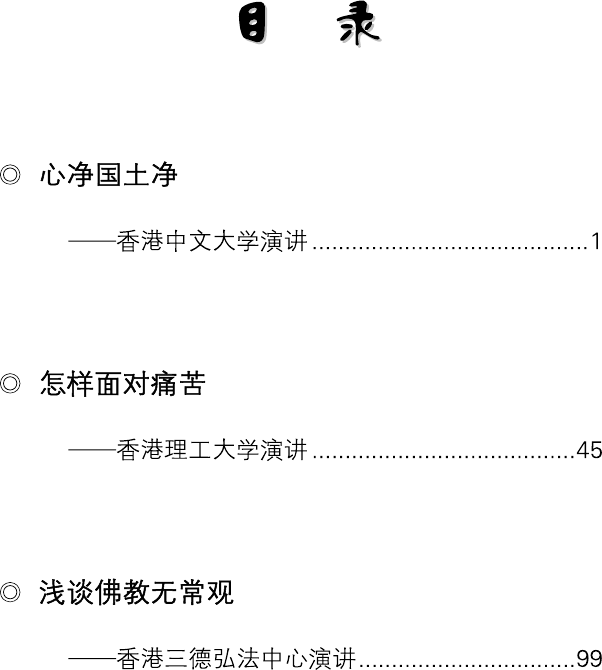 目 录
◎ 心净国土净
——香港中文大学演讲..........................................1
◎ 怎样面对痛苦
——香港理工大学演讲........................................45
◎ 浅谈佛教无常观
——香港三德弘法中心演讲.................................99